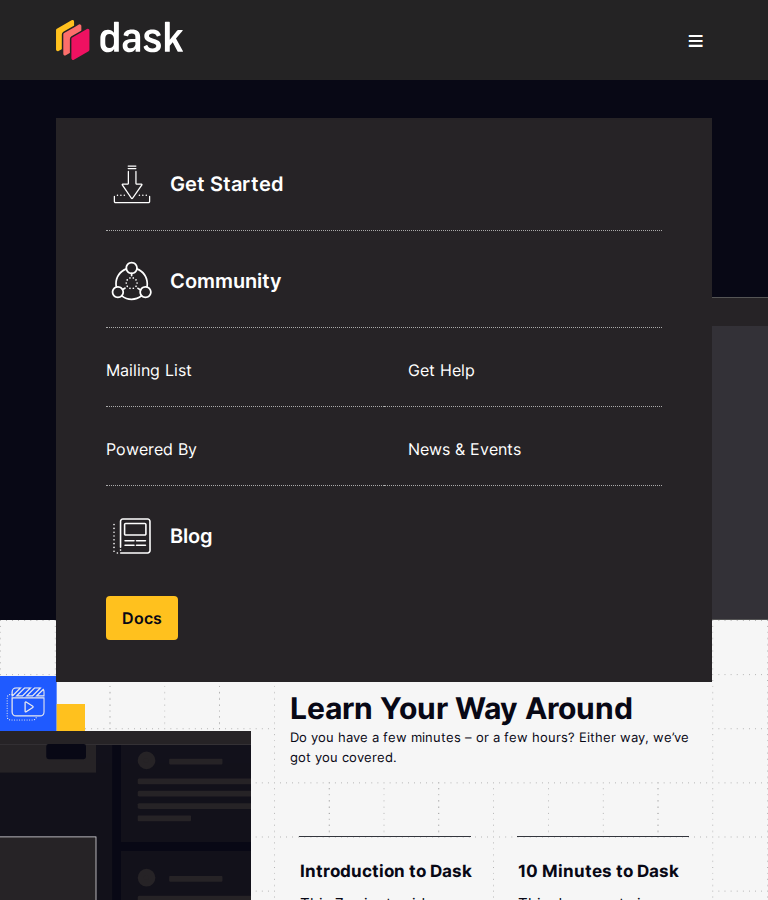 dask
Get Started
Community
Mailing List
Get Help
Powered By
News & Events
Blog
Docs
Learn Your Way Around
Do you have a few minutes – or a few hours? Either way, we’ve
got you covered.
Introduction to Dask
10 Minutes to Dask